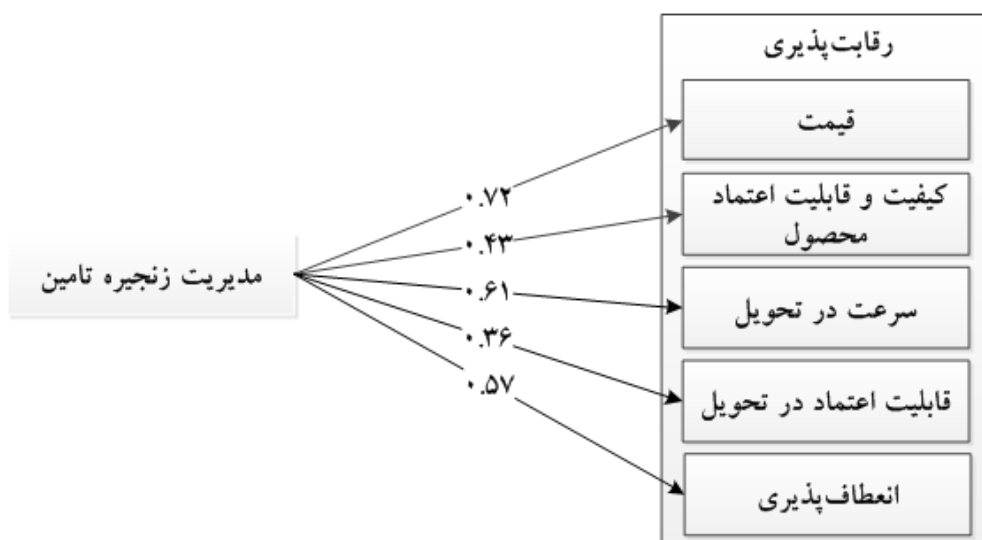 رقابت‌پذیری
قیمت
کیفیت و قابلیت اعتماد
محصول
سرعت در تحویل
قابلیت اعتماد در تحویل
انعطاف‌پذیری
مدیریت زنجیره تامین
۰.۷۲
۰.۴۳
۰.۶۱
۰.۳۶
۰.۵۷